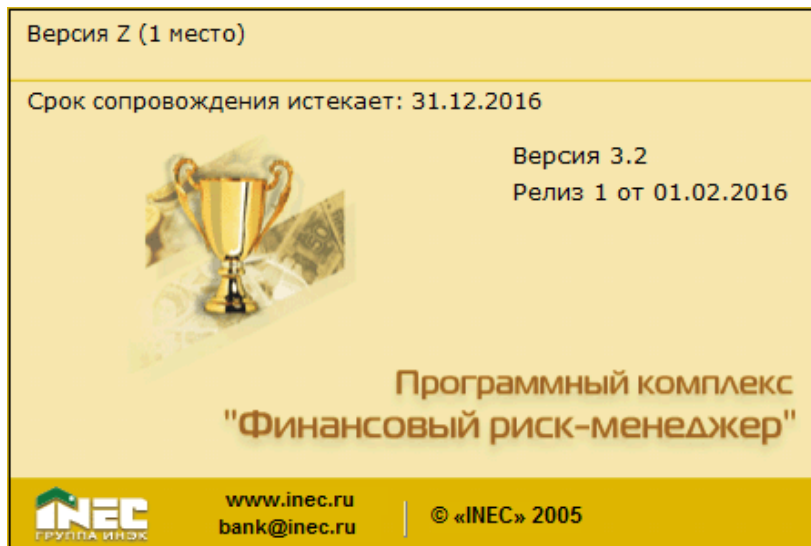 Версия Z (1 место)
Срок сопровождения истекает: 31.12.2016
Версия 3.2
Релиз 1 от 01.02.2016
Программный комплекс
"Финансовый риск-менеджер"
INEC
ГРУППА ИНЭК
www.inec.ru
bank@inec.ru
© «INEC» 2005